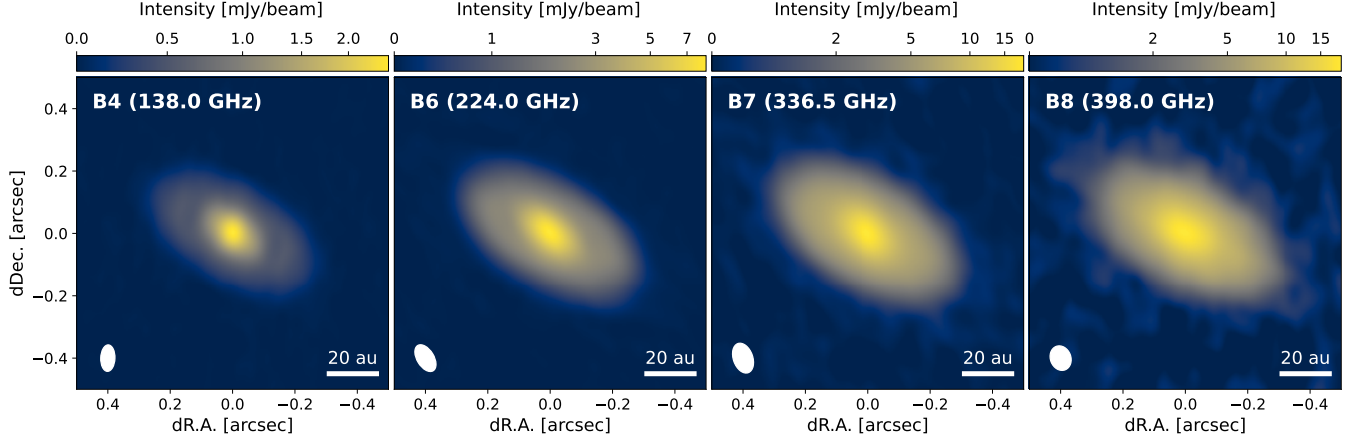 Intensity [mJy/beam] Intensity [mJy/beam] Intensity [mJy/beam] Intensity [mJy/beam]
0.0 0.5 1.0 1.5 2.0 0 1 3 5 7 0 2 5 10 15 0 2 5 10 15
B4 (138.0 GHz) B6 (224.0 GHz) B7 (336.5 GHz) B8 (398.0 GHz)
0.4
0.2
0.0
−0.2
−0.4
dDec. [arcsec]
20 au 20 au 20 au 20 au
0.4 0.2 0.0 −0.2 −0.4 0.4 0.2 0.0 −0.2 −0.4 0.4 0.2 0.0 −0.2 −0.4 0.4 0.2 0.0 −0.2 −0.4
dR.A. [arcsec] dR.A. [arcsec] dR.A. [arcsec] dR.A. [arcsec]